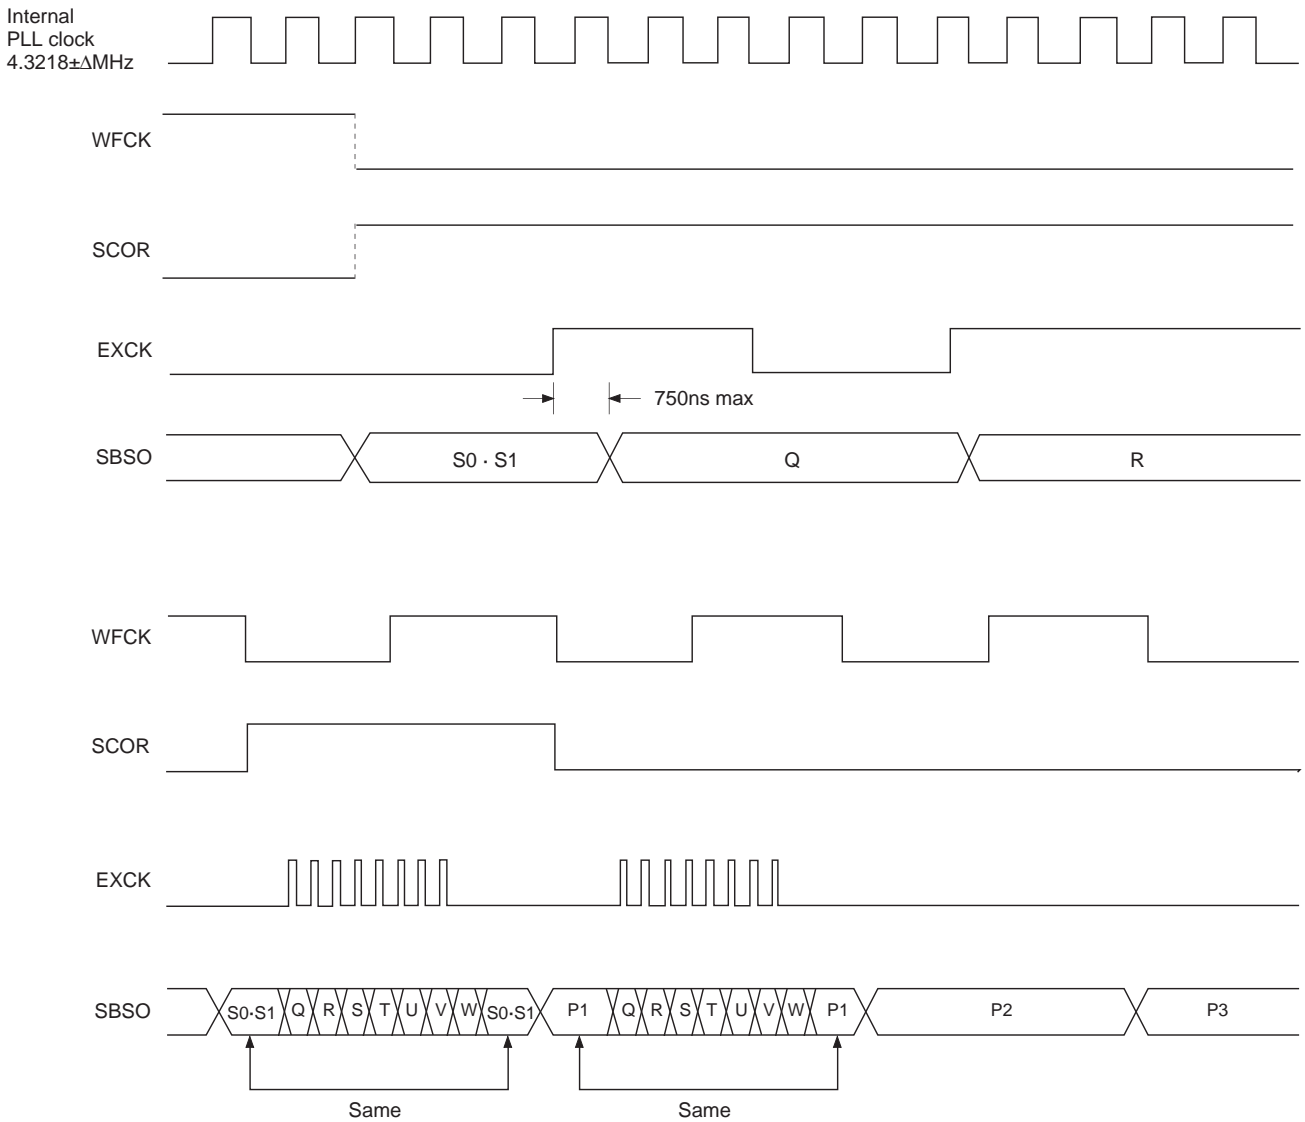 Internal
PLL clock
4.3218±ΔMHz
WFCK
SCOR
EXCK
750ns max
SBSO
S0 · S1
Q
R
WFCK
SCOR
EXCK
SBSO
S0·S1
Q
R
S
T
U
V
W
S0·S1
P1
Q
R
S
T
U
V
W
P1
P2
P3
Same
Same